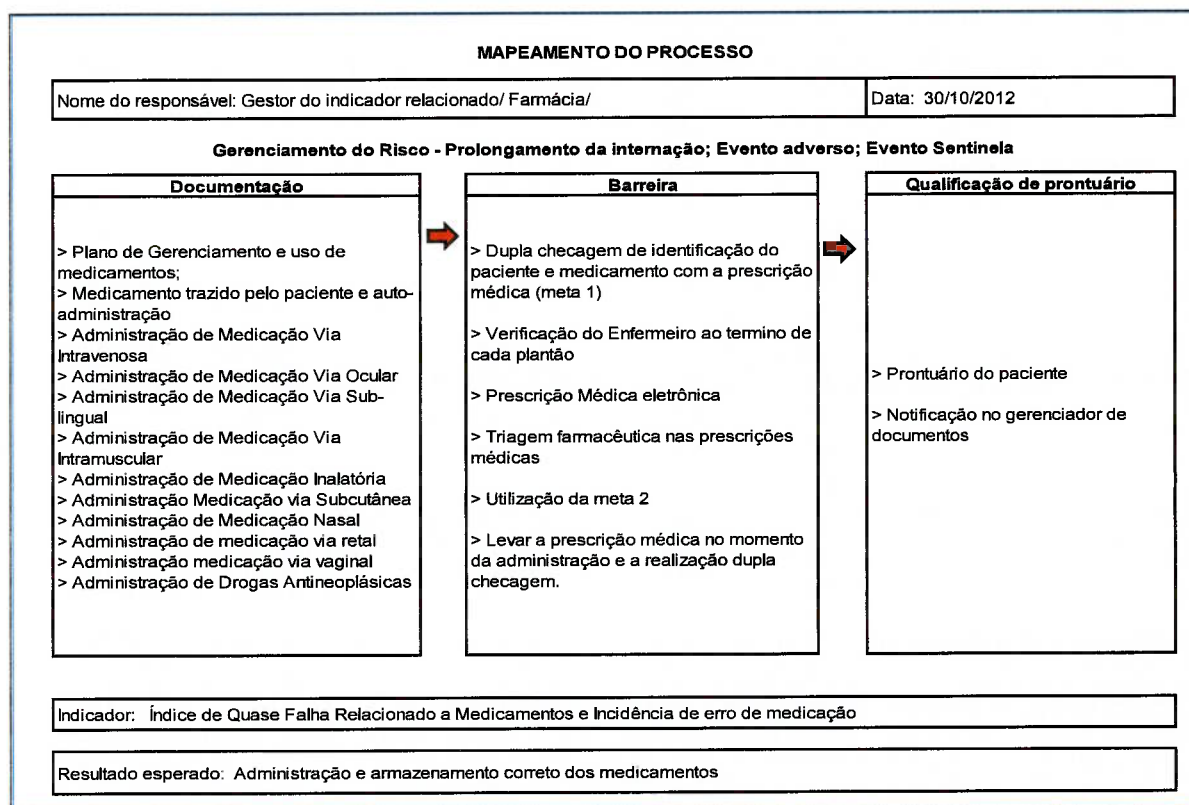 MAPEAMENTO DO PROCESSO
Nome do responsável: Gestor do indicador relacionado/ Farmácia/
Data: 30/10/2012
Gerenciamento do Risco - Prolongamento da internação; Evento adverso; Evento Sentinela
Documentação
> Plano de Gerenciamento e uso de
medicamentos;
> Medicamento trazido pelo paciente e auto-
administração
> Administração de Medicação Via
Intravenosa
> Administração de Medicação Via Ocular
> Administração de Medicação Via Sub-
lingual
> Administração de Medicação Via
Intramuscular
> Administração de Medicação Inalatória
> Administração Medicação via Subcutânea
> Administração de Medicação Nasal
> Administração de medicação via retal
> Administração medicação via vaginal
> Administração de Drogas Antineoplásicas
Barreira
> Dupla checagem de identificação do
paciente e medicamento com a prescrição
médica (meta 1)
> Verificação do Enfermeiro ao termino de
cada plantão
> Prescrição Médica eletrônica
> Triagem farmacêutica nas prescrições
médicas
> Utilização da meta 2
> Levar a prescrição médica no momento
da administração e a realização dupla
checagem.
Qualificação de prontuário
> Prontuário do paciente
> Notificação no gerenciador de
documentos
Indicador: Índice de Quase Falha Relacionado a Medicamentos e Incidência de erro de medicação
Resultado esperado: Administração e armazenamento correto dos medicamentos